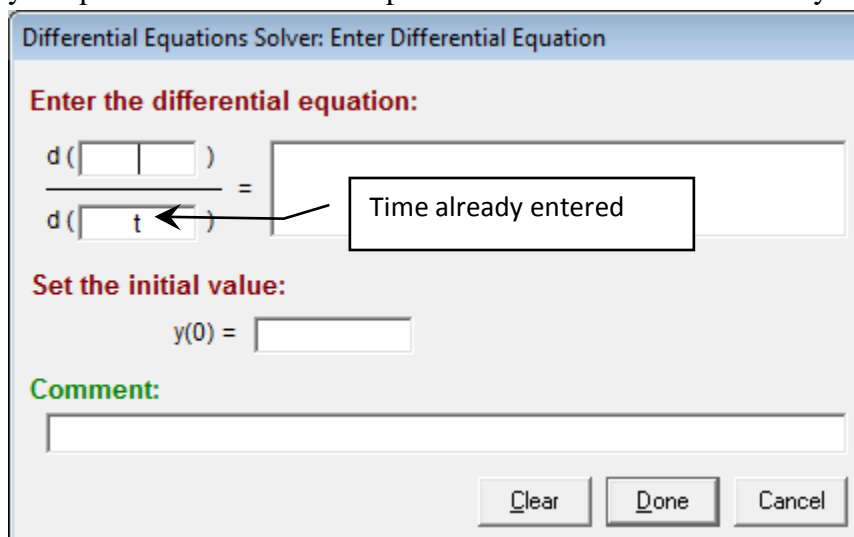 Differential Equations Solver: Enter Differential Equation
Enter the differential equation:
d ( )
=
d ( t )
Time already entered
Set the initial value:
y(0) =
Comment:
Clear Done Cancel